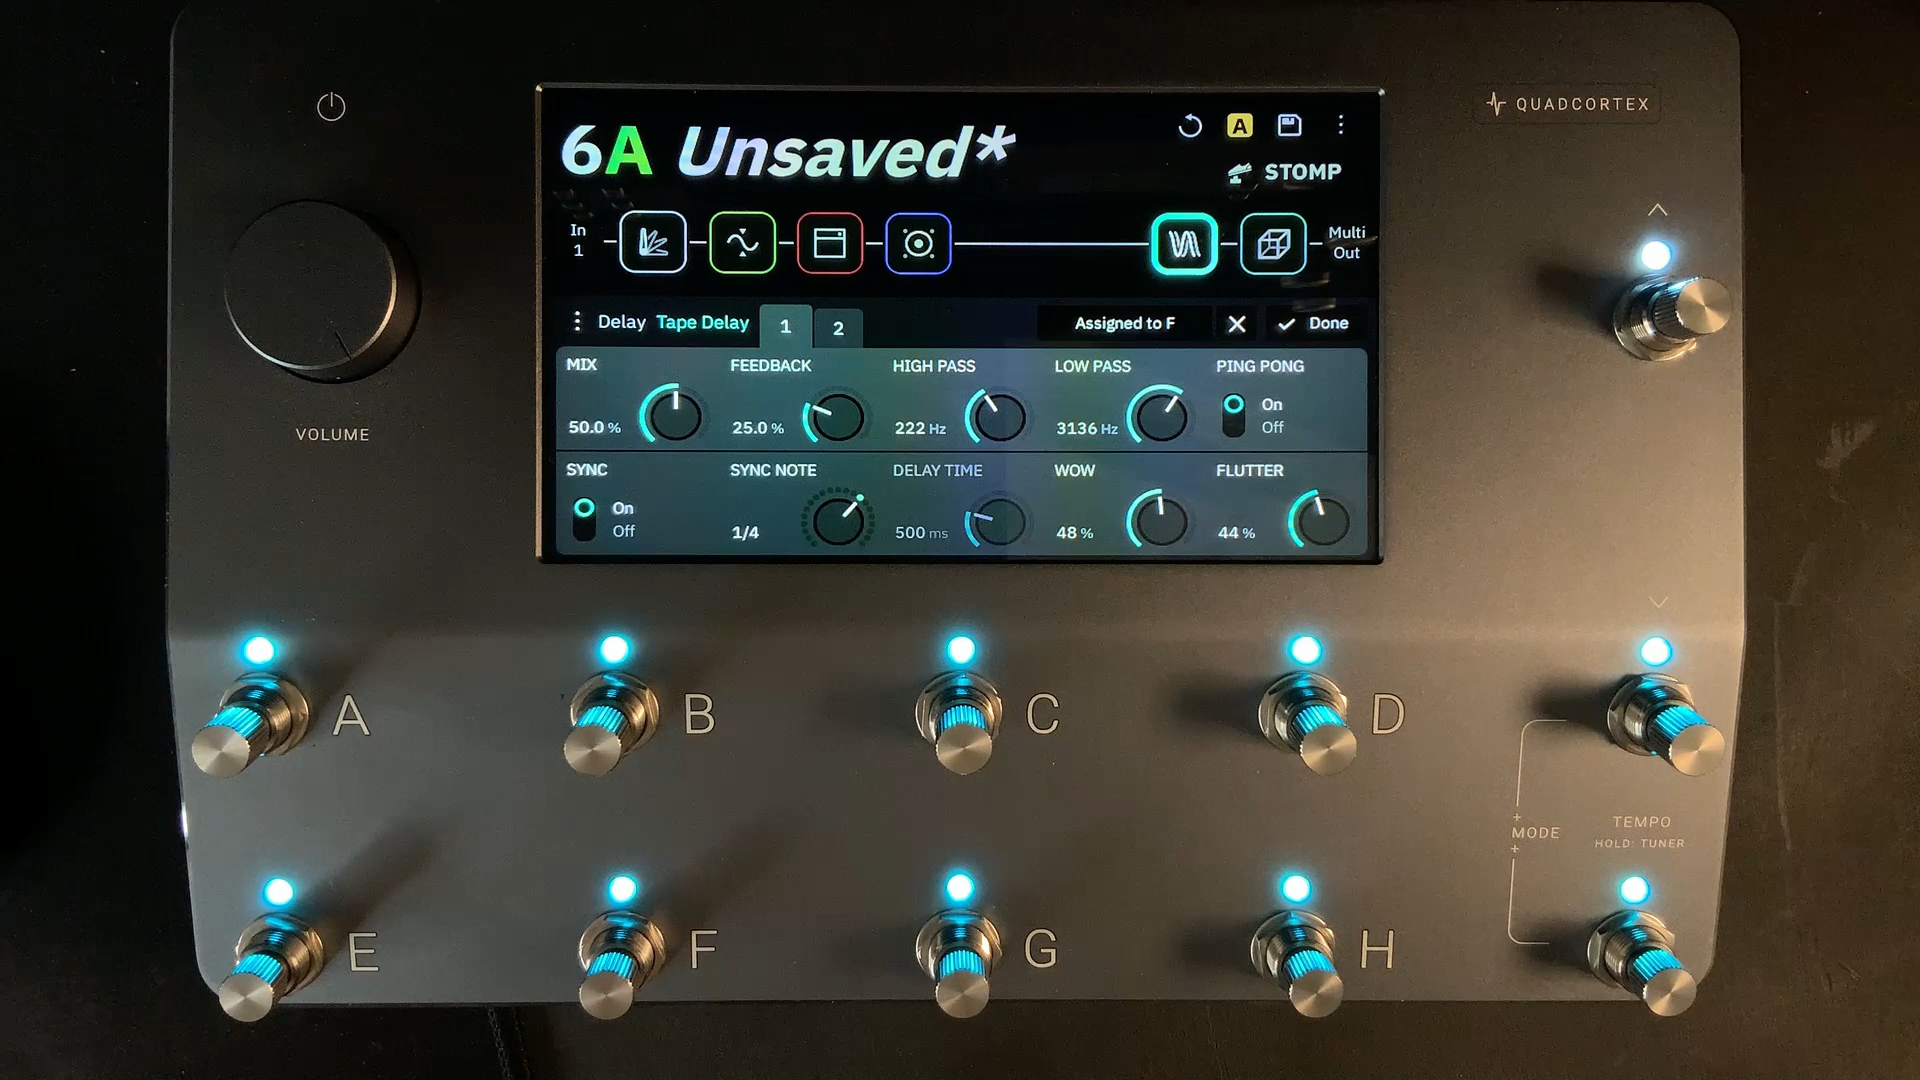 QUADCORTEX
6A Unsaved*
A
STOMP
In
1
Multi
Out
Delay Tape Delay 1 2 Assigned to F Done
MIX FEEDBACK HIGH PASS LOW PASS PING PONG
50.0 % 25.0 % 222 Hz 3136 Hz On
Off
SYNC SYNC NOTE DELAY TIME WOW FLUTTER
On
Off 1/4 500 ms 48 % 44 %
VOLUME
A B C D
MODE
TEMPO
HOLD: TUNER
E F G H